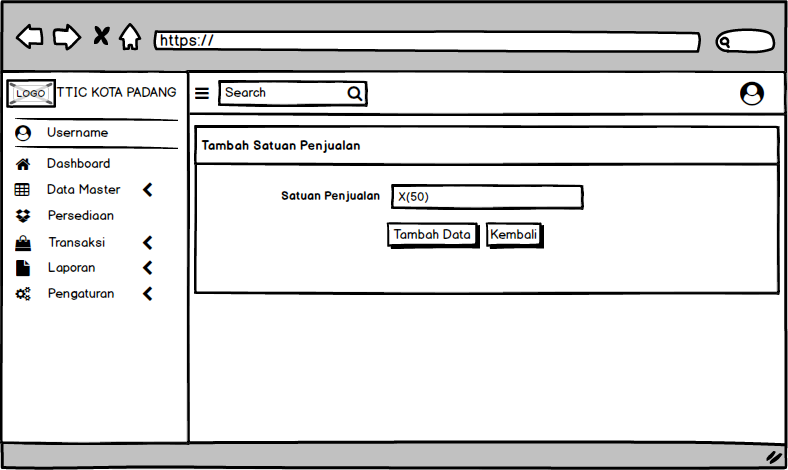 https://
LOGO TTIC KOTA PADANG
Search
Username
Dashboard
Data Master
Persediaan
Transaksi
Laporan
Pengaturan
Tambah Satuan Penjualan
Satuan Penjualan X(50)
Tambah Data Kembali